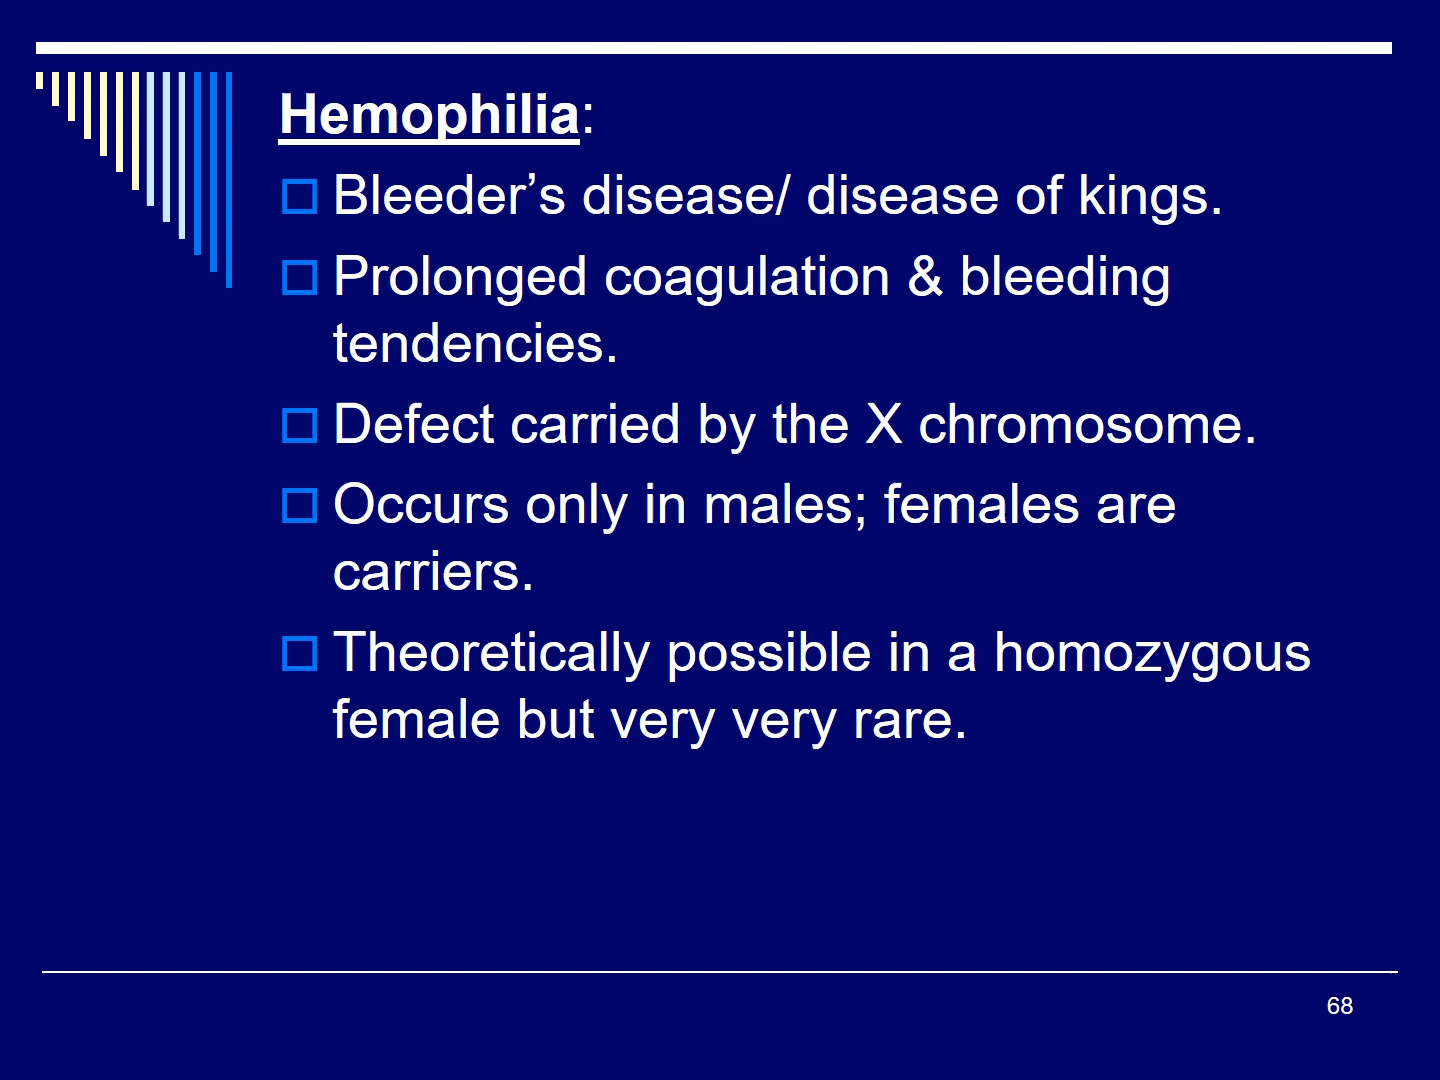 Hemophilia:
Bleeder’s disease/ disease of kings.
Prolonged coagulation & bleeding
tendencies.
Defect carried by the X chromosome.
Occurs only in males; females are
carriers.
Theoretically possible in a homozygous
female but very very rare.
68